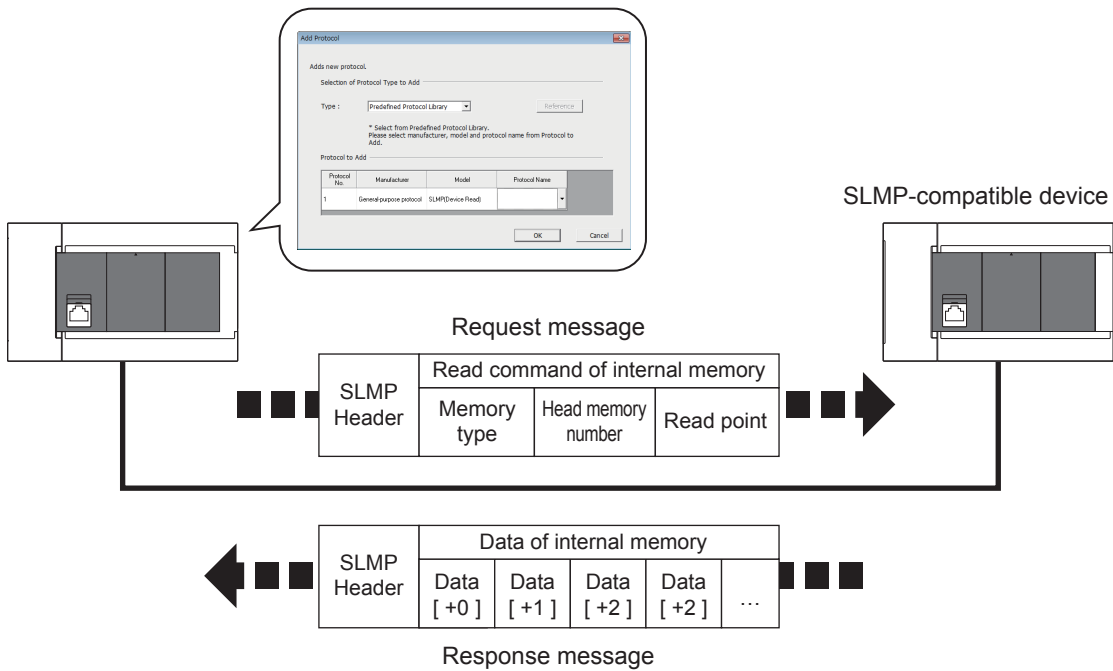 Add Protocol
Adds new protocol.
Selection of Protocol Type to Add
Type :
Predefined Protocol Library
Reference
* Select from Predefined Protocol Library.
Please select manufacturer, model and protocol name from Protocol to
Add.
Protocol to Add
Protocol
No.
Manufacturer
Model
Protocol Name
1
General-purpose protocol
SLMP(Device Read)
OK
Cancel
SLMP-compatible device
Request message
SLMP
Header
Read command of internal memory
Memory
type
Head memory
number
Read point
SLMP
Header
Data of internal memory
Data
[ +0 ]
Data
[ +1 ]
Data
[ +2 ]
Data
[ +2 ]
…
Response message